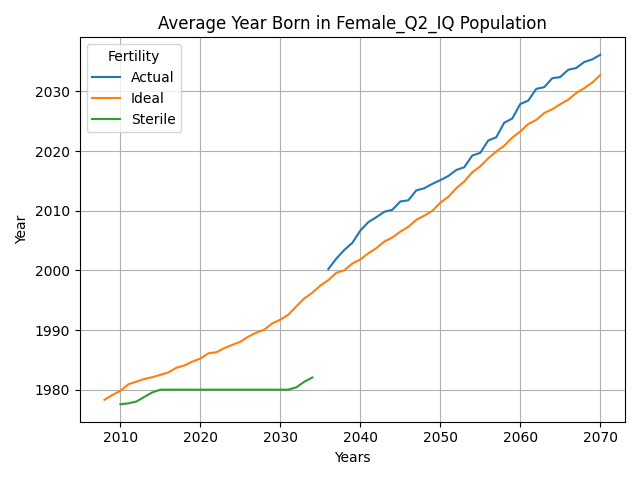 Average Year Born in Female_Q2_IQ Population
Fertility
Actual
Ideal
Sterile
Year
2030
2020
2010
2000
1990
1980
2010 2020 2030 2040 2050 2060 2070
Years